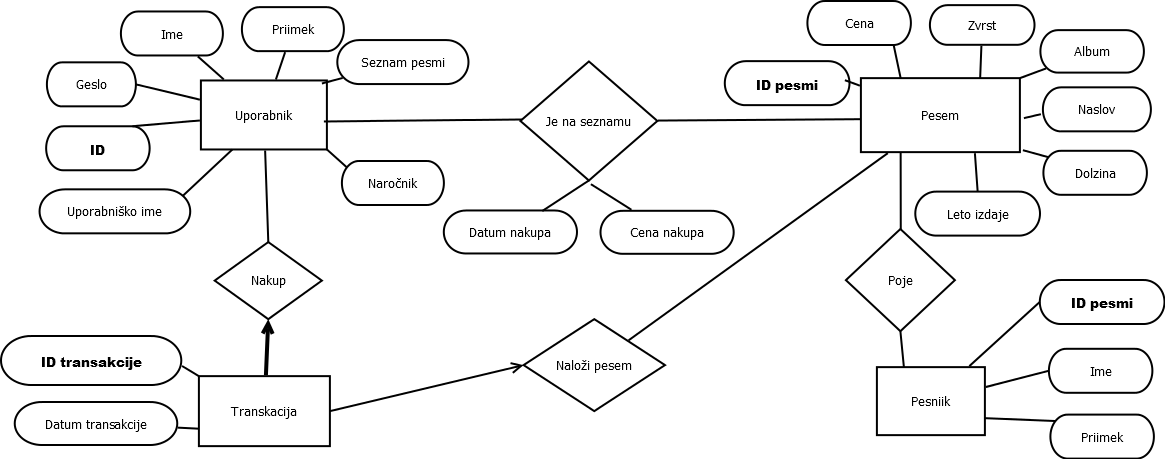 Ime
Priimek
Seznam pesmi
Geslo
Uporabnik
ID
Uporabniško ime
Naročnik
Je na seznamu
Datum nakupa
Cena nakupa
Cena
Zvrst
Album
ID pesmi
Pesem
Naslov
Dolzina
Leto izdaje
Nakup
Poje
ID transakcije
Transkacija
Datum transakcije
Naloži pesem
ID pesmi
Pesniik
Ime
Priimek